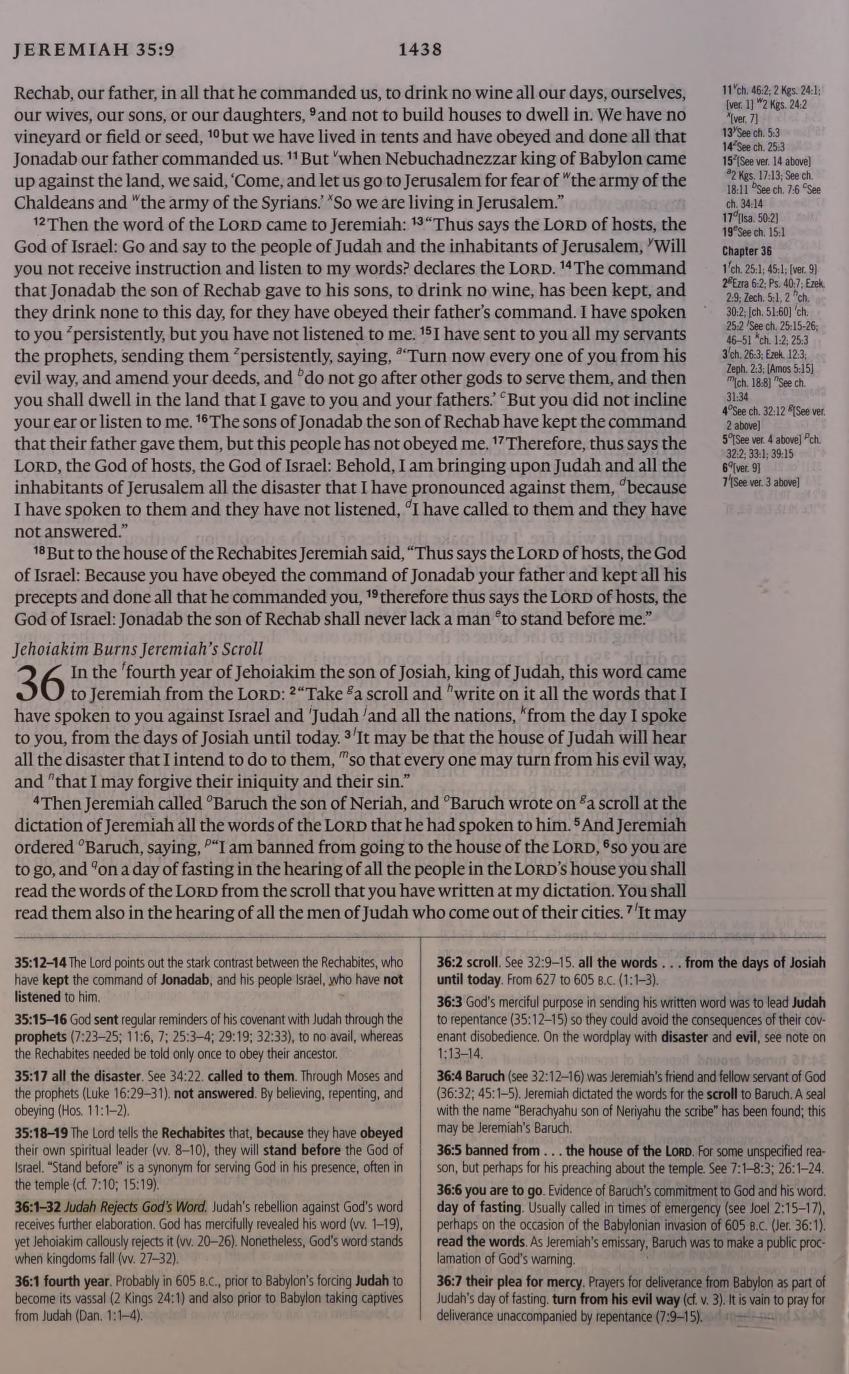 JEREMIAH 35:9
1438
Rechab, our father, in all that he commanded us, to drink no wine all our days, ourselves,
our wives, our sons, or our daughters, ⁹and not to build houses to dwell in. We have no
vineyard or field or seed, ¹⁰but we have lived in tents and have obeyed and done all that
Jonadab our father commanded us. ¹¹But ᵛwhen Nebuchadnezzar king of Babylon came
up against the land, we said, ‘Come, and let us go to Jerusalem for fear of ʷthe army of the
Chaldeans and ʷthe army of the Syrians.’ ˣSo we are living in Jerusalem.”
¹²Then the word of the LORD came to Jeremiah: ¹³“Thus says the LORD of hosts, the
God of Israel: Go and say to the people of Judah and the inhabitants of Jerusalem, ʸWill
you not receive instruction and listen to my words? declares the LORD. ¹⁴The command
that Jonadab the son of Rechab gave to his sons, to drink no wine, has been kept, and
they drink none to this day, for they have obeyed their father’s command. I have spoken
to you ᶻpersistently, but you have not listened to me. ¹⁵I have sent to you all my servants
the prophets, sending them ᶻpersistently, saying, ᵃ‘Turn now every one of you from his
evil way, and amend your deeds, and ᵇdo not go after other gods to serve them, and then
you shall dwell in the land that I gave to you and your fathers.’ ᶜBut you did not incline
your ear or listen to me. ¹⁶The sons of Jonadab the son of Rechab have kept the command
that their father gave them, but this people has not obeyed me. ¹⁷Therefore, thus says the
LORD, the God of hosts, the God of Israel: Behold, I am bringing upon Judah and all the
inhabitants of Jerusalem all the disaster that I have pronounced against them, ᵈbecause
I have spoken to them and they have not listened, ᵈI have called to them and they have
not answered.”
¹⁸But to the house of the Rechabites Jeremiah said, “Thus says the LORD of hosts, the God
of Israel: Because you have obeyed the command of Jonadab your father and kept all his
precepts and done all that he commanded you, ¹⁹therefore thus says the LORD of hosts, the
God of Israel: Jonadab the son of Rechab shall never lack a man ᵉto stand before me.”
Jehoiakim Burns Jeremiah’s Scroll
36 In the ᶠfourth year of Jehoiakim the son of Josiah, king of Judah, this word came
to Jeremiah from the LORD: ²“Take ᵍa scroll and ʰwrite on it all the words that I
have spoken to you against Israel and ⁱJudah ʲand all the nations, ᵏfrom the day I spoke
to you, from the days of Josiah until today. ³ˡIt may be that the house of Judah will hear
all the disaster that I intend to do to them, ᵐso that every one may turn from his evil way,
and ⁿthat I may forgive their iniquity and their sin.”
⁴Then Jeremiah called ᵒBaruch the son of Neriah, and ᵒBaruch wrote on ᵍa scroll at the
dictation of Jeremiah all the words of the LORD that he had spoken to him. ⁵And Jeremiah
ordered ᵒBaruch, saying, ᵖ“I am banned from going to the house of the LORD, ⁶so you are
to go, and ᑫon a day of fasting in the hearing of all the people in the LORD’s house you shall
read the words of the LORD from the scroll that you have written at my dictation. You shall
read them also in the hearing of all the men of Judah who come out of their cities. ⁷ˡIt may
11ᵛch. 46:2; 2 Kgs. 24:1;
[ver. 1] ʷ2 Kgs. 24:2
ˣ[ver. 7]
13ʸSee ch. 5:3
14ᶻSee ch. 25:3
15ᶻ[See ver. 14 above]
ᵃ2 Kgs. 17:13; See ch.
18:11 ᵇSee ch. 7:6 ᶜSee
ch. 34:14
17ᵈ[Isa. 50:2]
19ᵉSee ch. 15:1
Chapter 36
1ᶠch. 25:1; 45:1; [ver. 9]
2ᵍEzra 6:2; Ps. 40:7; Ezek.
2:9; Zech. 5:1, 2 ʰch.
30:2; [ch. 51:60] ⁱch.
25:2 ʲSee ch. 25:15-26;
46–51 ᵏch. 1:2; 25:3
3ˡch. 26:3; Ezek. 12:3;
Zeph. 2:3; [Amos 5:15]
ᵐ[ch. 18:8] ⁿSee ch.
31:34
4ᵒSee ch. 32:12 ᵍ[See ver.
2 above]
5ᵒ[See ver. 4 above] ᵖch.
32:2; 33:1; 39:15
6ᑫ[ver. 9]
7ˡ[See ver. 3 above]
35:12–14 The Lord points out the stark contrast between the Rechabites, who
have kept the command of Jonadab, and his people Israel, who have not
listened to him.
35:15–16 God sent regular reminders of his covenant with Judah through the
prophets (7:23–25; 11:6, 7; 25:3–4; 29:19; 32:33), to no avail, whereas
the Rechabites needed be told only once to obey their ancestor.
35:17 all the disaster. See 34:22. called to them. Through Moses and
the prophets (Luke 16:29–31). not answered. By believing, repenting, and
obeying (Hos. 11:1–2).
35:18–19 The Lord tells the Rechabites that, because they have obeyed
their own spiritual leader (vv. 8–10), they will stand before the God of
Israel. “Stand before” is a synonym for serving God in his presence, often in
the temple (cf. 7:10; 15:19).
36:1–32 Judah Rejects God’s Word. Judah’s rebellion against God’s word
receives further elaboration. God has mercifully revealed his word (vv. 1–19),
yet Jehoiakim callously rejects it (vv. 20–26). Nonetheless, God’s word stands
when kingdoms fall (vv. 27–32).
36:1 fourth year. Probably in 605 B.C., prior to Babylon’s forcing Judah to
become its vassal (2 Kings 24:1) and also prior to Babylon taking captives
from Judah (Dan. 1:1–4).
36:2 scroll. See 32:9–15. all the words . . . from the days of Josiah
until today. From 627 to 605 B.C. (1:1–3).
36:3 God’s merciful purpose in sending his written word was to lead Judah
to repentance (35:12–15) so they could avoid the consequences of their cov-
enant disobedience. On the wordplay with disaster and evil, see note on
1:13–14.
36:4 Baruch (see 32:12–16) was Jeremiah’s friend and fellow servant of God
(36:32; 45:1–5). Jeremiah dictated the words for the scroll to Baruch. A seal
with the name “Berachyahu son of Neriyahu the scribe” has been found; this
may be Jeremiah’s Baruch.
36:5 banned from . . . the house of the LORD. For some unspecified rea-
son, but perhaps for his preaching about the temple. See 7:1–8:3; 26:1–24.
36:6 you are to go. Evidence of Baruch’s commitment to God and his word.
day of fasting. Usually called in times of emergency (see Joel 2:15–17),
perhaps on the occasion of the Babylonian invasion of 605 B.C. (Jer. 36:1).
read the words. As Jeremiah’s emissary, Baruch was to make a public proc-
lamation of God’s warning.
36:7 their plea for mercy. Prayers for deliverance from Babylon as part of
Judah’s day of fasting. turn from his evil way (cf. v. 3). It is vain to pray for
deliverance unaccompanied by repentance (7:9–15).